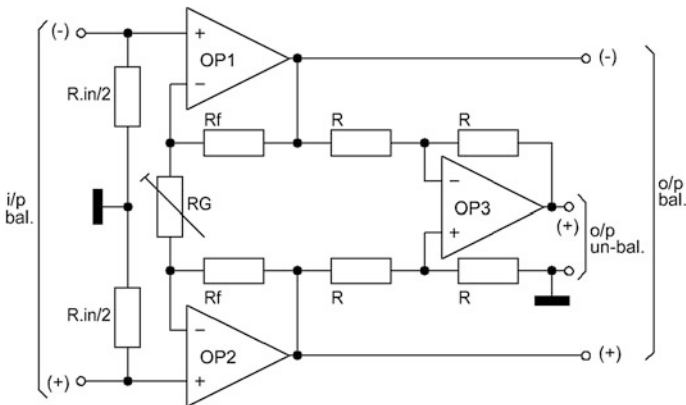 (-)
+
OP1
−
(-)
R.in/2
Rf
R
R
i/p
bal.
RG
−
OP3
+
(+)
o/p
un-bal.
o/p
bal.
R.in/2
Rf
R
R
−
OP2
+
(+)
(+)